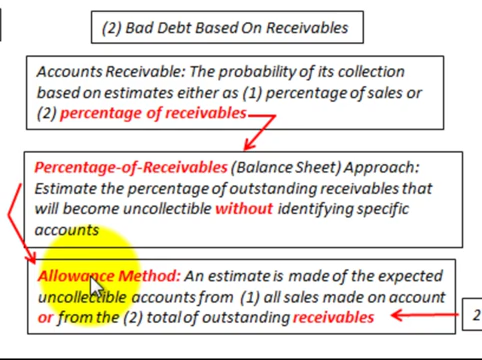 (2) Bad Debt Based On Receivables
Accounts Receivable: The probability of its collection
based on estimates either as (1) percentage of sales or
(2) percentage of receivables
Percentage-of-Receivables (Balance Sheet) Approach:
Estimate the percentage of outstanding receivables that
will become uncollectible without identifying specific
accounts
Allowance Method: An estimate is made of the expected
uncollectible accounts from (1) all sales made on account
or from the (2) total of outstanding receivables
2